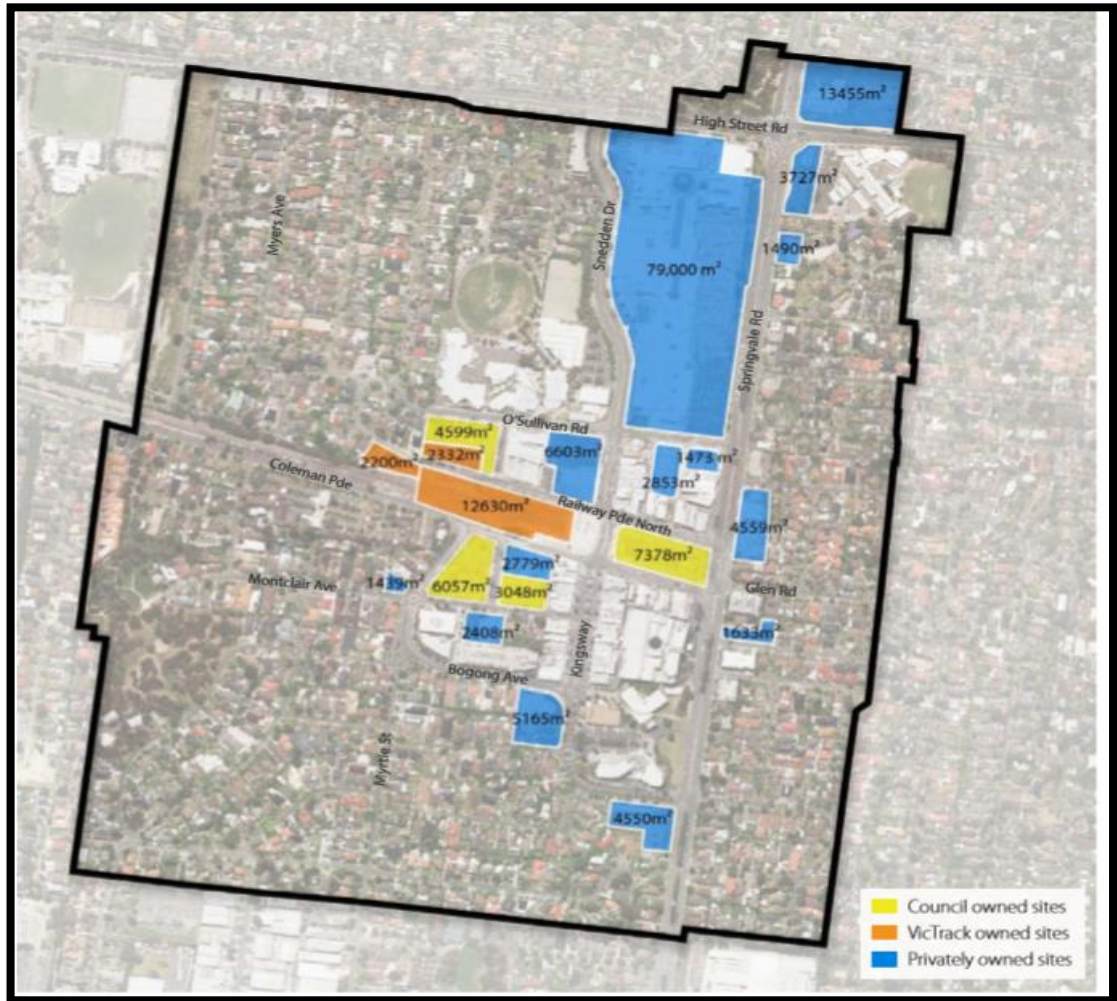 13455m²
High Street Rd
3727m²
Myers Ave
Snedden Dr
1490m²
79,000 m²
Springvale Rd
O'Sullivan Rd
4599m²
6603m²
1473m²
2200m²
2332m²
2853m²
Coleman Pde
12630m²
Railway Pde North
4559m²
7378m²
2779m²
Montclair Ave
1439m²
6057m²
3048m²
Glen Rd
2408m²
1633m²
Kingsway
Bogong Ave
5165m²
Myrtle St
4550m²
Council owned sites
VicTrack owned sites
Privately owned sites